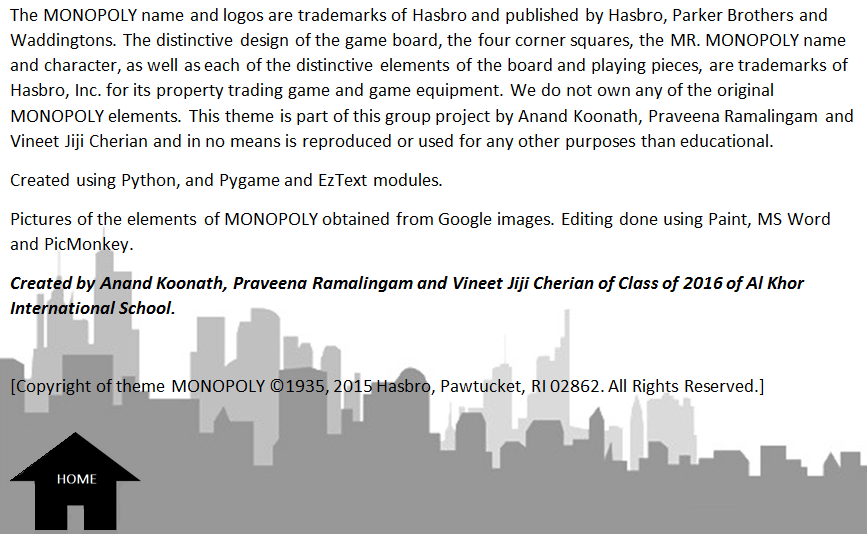 The MONOPOLY name and logos are trademarks of Hasbro and published by Hasbro, Parker Brothers and
Waddingtons. The distinctive design of the game board, the four corner squares, the MR. MONOPOLY name
and character, as well as each of the distinctive elements of the board and playing pieces, are trademarks of
Hasbro, Inc. for its property trading game and game equipment. We do not own any of the original
MONOPOLY elements. This theme is part of this group project by Anand Koonath, Praveena Ramalingam and
Vineet Jiji Cherian and in no means is reproduced or used for any other purposes than educational.
Created using Python, and Pygame and EzText modules.
Pictures of the elements of MONOPOLY obtained from Google images. Editing done using Paint, MS Word
and PicMonkey.
Created by Anand Koonath, Praveena Ramalingam and Vineet Jiji Cherian of Class of 2016 of Al Khor
International School.
[Copyright of theme MONOPOLY ©1935, 2015 Hasbro, Pawtucket, RI 02862. All Rights Reserved.]
HOME